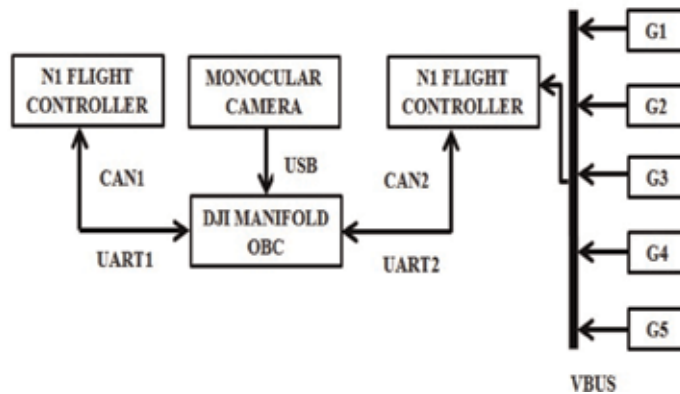 N1 FLIGHT
CONTROLLER
MONOCULAR
CAMERA
N1 FLIGHT
CONTROLLER
G1
G2
G3
G4
G5
CAN1
USB
CAN2
DJI MANIFOLD
OBC
UART1
UART2
VBUS